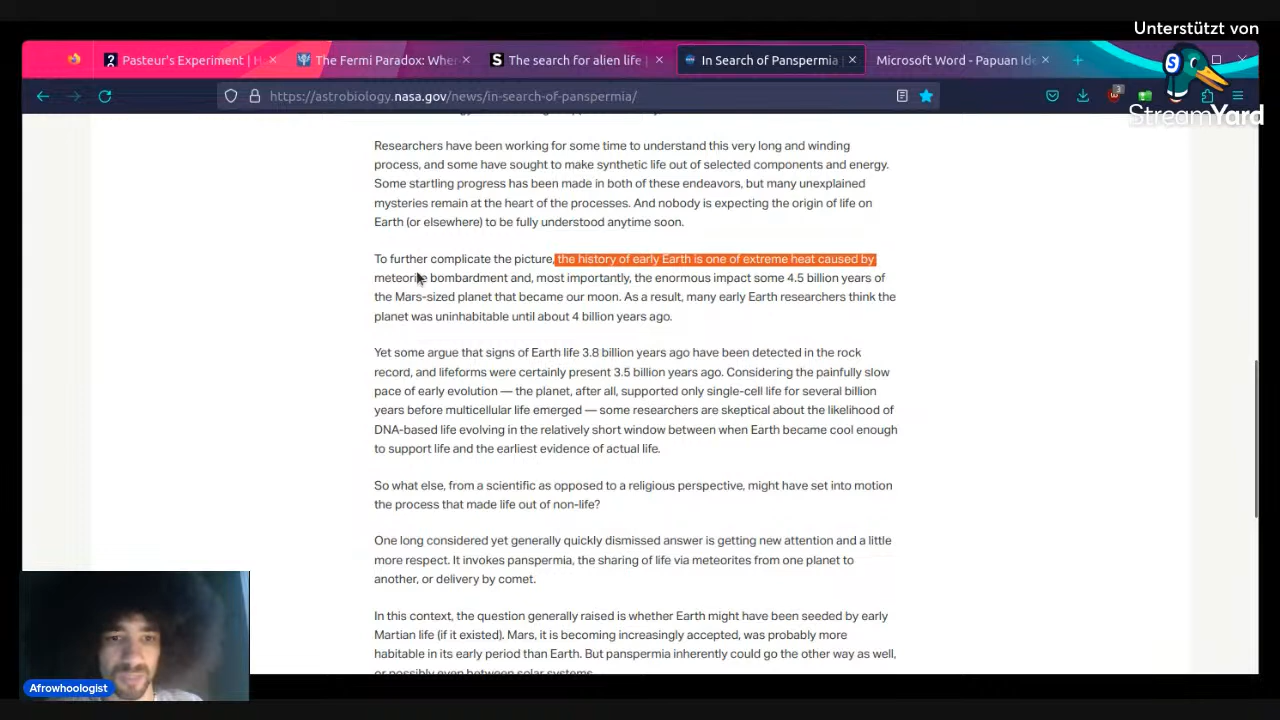 Unterstützt von
Pasteur's Experiment | H
The Fermi Paradox: Wher
The search for alien life |
In Search of Panspermia |
Microsoft Word - Papuan Ide
https://astrobiology.nasa.gov/news/in-search-of-panspermia/
3
StreamYard
Researchers have been working for some time to understand this very long and winding
process, and some have sought to make synthetic life out of selected components and energy.
Some startling progress has been made in both of these endeavors, but many unexplained
mysteries remain at the heart of the processes. And nobody is expecting the origin of life on
Earth (or elsewhere) to be fully understood anytime soon.
To further complicate the picture, the history of early Earth is one of extreme heat caused by
meteorite bombardment and, most importantly, the enormous impact some 4.5 billion years of
the Mars-sized planet that became our moon. As a result, many early Earth researchers think the
planet was uninhabitable until about 4 billion years ago.
Yet some argue that signs of Earth life 3.8 billion years ago have been detected in the rock
record, and lifeforms were certainly present 3.5 billion years ago. Considering the painfully slow
pace of early evolution — the planet, after all, supported only single-cell life for several billion
years before multicellular life emerged — some researchers are skeptical about the likelihood of
DNA-based life evolving in the relatively short window between when Earth became cool enough
to support life and the earliest evidence of actual life.
So what else, from a scientific as opposed to a religious perspective, might have set into motion
the process that made life out of non-life?
One long considered yet generally quickly dismissed answer is getting new attention and a little
more respect. It invokes panspermia, the sharing of life via meteorites from one planet to
another, or delivery by comet.
In this context, the question generally raised is whether Earth might have been seeded by early
Martian life (if it existed). Mars, it is becoming increasingly accepted, was probably more
habitable in its early period than Earth. But panspermia inherently could go the other way as well,
or possibly even between solar systems.
Afrowhoologist